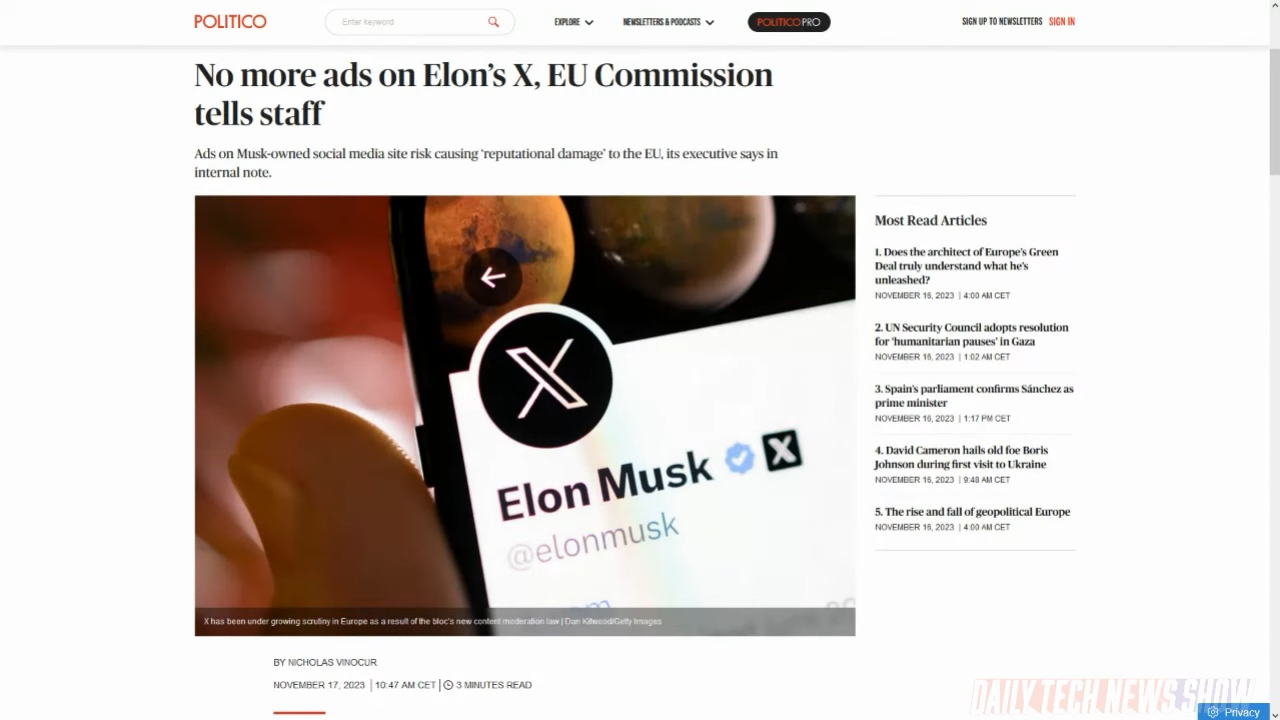 POLITICO
Enter keyword
EXPLORE
NEWSLETTERS & PODCASTS
POLITICO PRO
SIGN UP TO NEWSLETTERS SIGN IN
No more ads on Elon's X, EU Commission
tells staff
Ads on Musk-owned social media site risk causing 'reputational damage' to the EU, its executive says in
internal note.
X
Elon Musk X
@elonmusk
X has been under growing scrutiny in Europe as a result of the bloc's new content moderation law | Dan Kitwood/Getty Images
BY NICHOLAS VINOCUR
NOVEMBER 17, 2023 | 10:47 AM CET | 3 MINUTES READ
Most Read Articles
1. Does the architect of Europe's Green
Deal truly understand what he's
unleashed?
NOVEMBER 16, 2023 | 4:00 AM CET
2. UN Security Council adopts resolution
for 'humanitarian pauses' in Gaza
NOVEMBER 16, 2023 | 1:02 AM CET
3. Spain's parliament confirms Sánchez as
prime minister
NOVEMBER 16, 2023 | 1:17 PM CET
4. David Cameron hails old foe Boris
Johnson during first visit to Ukraine
NOVEMBER 16, 2023 | 9:48 AM CET
5. The rise and fall of geopolitical Europe
NOVEMBER 16, 2023 | 4:00 AM CET
DAILY TECH NEWS SHOW
Privacy